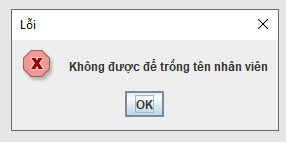 Lỗi
Không được để trống tên nhân viên
OK